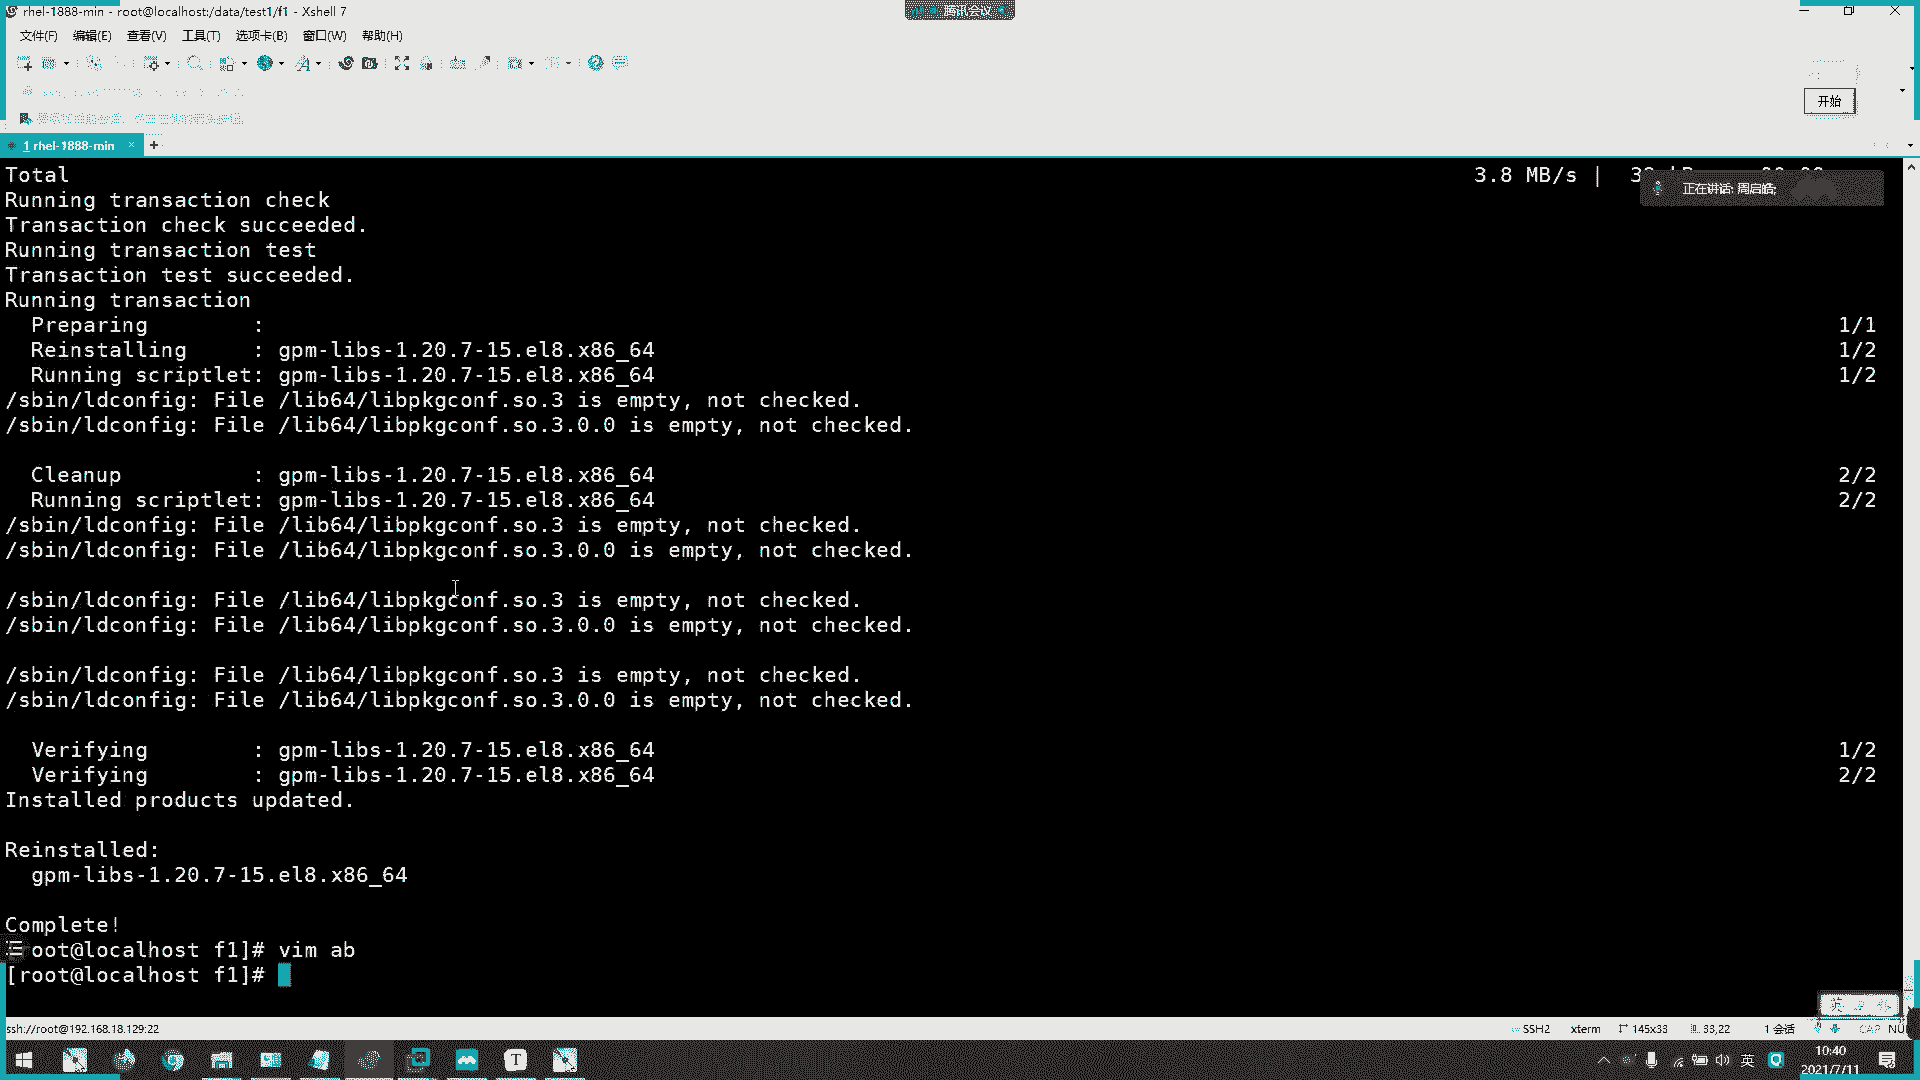 rhel-1888-min - root@localhost:/data/test1/f1 - Xshell 7
腾讯会议
文件(F) 编辑(E) 查看(V) 工具(T) 选项卡(B) 窗口(W) 帮助(H)
开始
1 rhel-1888-min × +
Total 3.8 MB/s |
正在讲话: 周启皓;
Running transaction check
Transaction check succeeded.
Running transaction test
Transaction test succeeded.
Running transaction
Preparing : 1/1
Reinstalling : gpm-libs-1.20.7-15.el8.x86_64 1/2
Running scriptlet: gpm-libs-1.20.7-15.el8.x86_64 1/2
/sbin/ldconfig: File /lib64/libpkgconf.so.3 is empty, not checked.
/sbin/ldconfig: File /lib64/libpkgconf.so.3.0.0 is empty, not checked.
Cleanup : gpm-libs-1.20.7-15.el8.x86_64 2/2
Running scriptlet: gpm-libs-1.20.7-15.el8.x86_64 2/2
/sbin/ldconfig: File /lib64/libpkgconf.so.3 is empty, not checked.
/sbin/ldconfig: File /lib64/libpkgconf.so.3.0.0 is empty, not checked.
/sbin/ldconfig: File /lib64/libpkgconf.so.3 is empty, not checked.
/sbin/ldconfig: File /lib64/libpkgconf.so.3.0.0 is empty, not checked.
/sbin/ldconfig: File /lib64/libpkgconf.so.3 is empty, not checked.
/sbin/ldconfig: File /lib64/libpkgconf.so.3.0.0 is empty, not checked.
Verifying : gpm-libs-1.20.7-15.el8.x86_64 1/2
Verifying : gpm-libs-1.20.7-15.el8.x86_64 2/2
Installed products updated.
Reinstalled:
gpm-libs-1.20.7-15.el8.x86_64
Complete!
oot@localhost f1]# vim ab
[root@localhost f1]#
英
ssh://root@192.168.18.129:22 SSH2 xterm 145x33 33,22 1 会话 CAP NU
英 10:40
2021/7/11